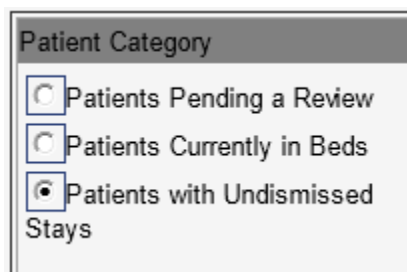 Patient Category
Patients Pending a Review
Patients Currently in Beds
Patients with Undismissed
Stays